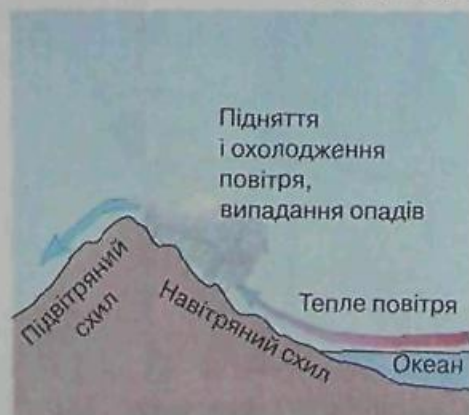 Підняття
і охолодження
повітря,
випадання опадів
Підвітряний
схил
Навітряний схил
Тепле повітря
Океан